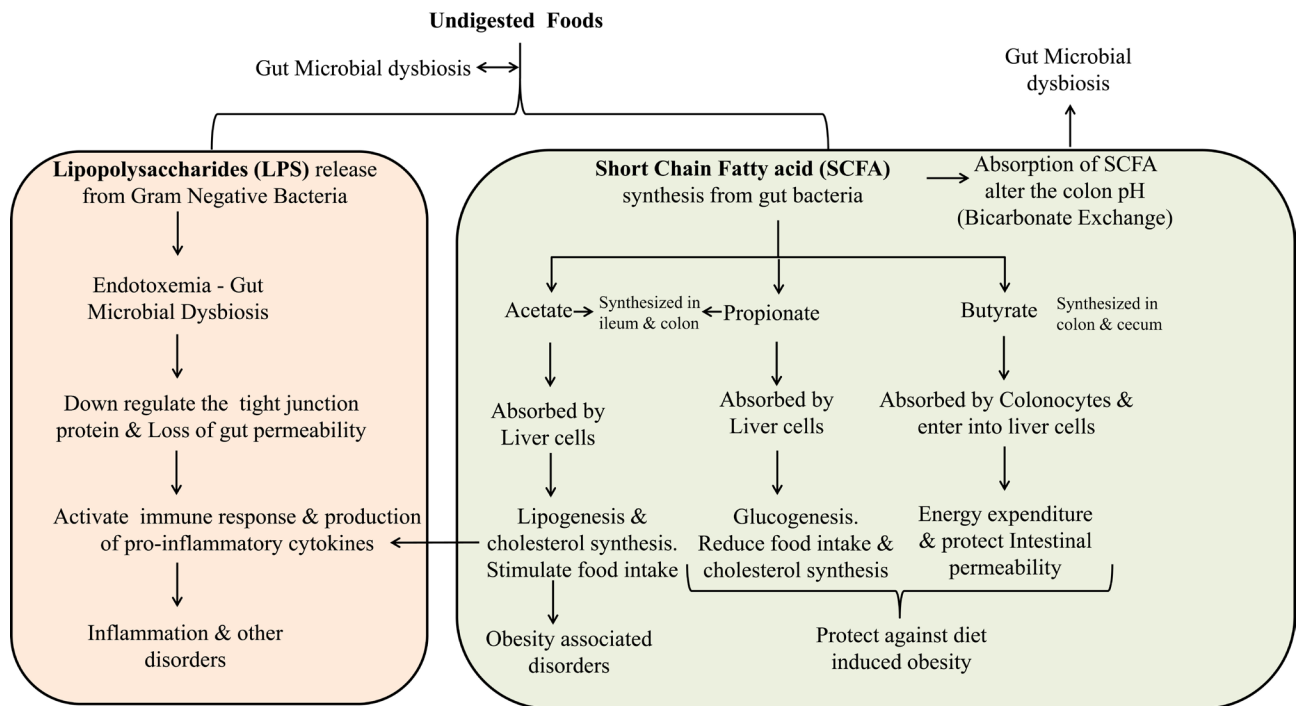 Undigested Foods
Gut Microbial dysbiosis
Gut Microbial
dysbiosis
Lipopolysaccharides (LPS) release
from Gram Negative Bacteria
Endotoxemia - Gut
Microbial Dysbiosis
Down regulate the tight junction
protein & Loss of gut permeability
Activate immune response & production
of pro-inflammatory cytokines
Inflammation & other
disorders
Short Chain Fatty acid (SCFA)
synthesis from gut bacteria
Absorption of SCFA
alter the colon pH
(Bicarbonate Exchange)
Acetate
Synthesized in
ileum & colon
Propionate
Butyrate
Synthesized in
colon & cecum
Absorbed by
Liver cells
Absorbed by
Liver cells
Absorbed by Colonocytes &
enter into liver cells
Lipogenesis &
cholesterol synthesis.
Stimulate food intake
Glucogenesis.
Reduce food intake &
cholesterol synthesis
Energy expenditure
& protect Intestinal
permeability
Obesity associated
disorders
Protect against diet
induced obesity